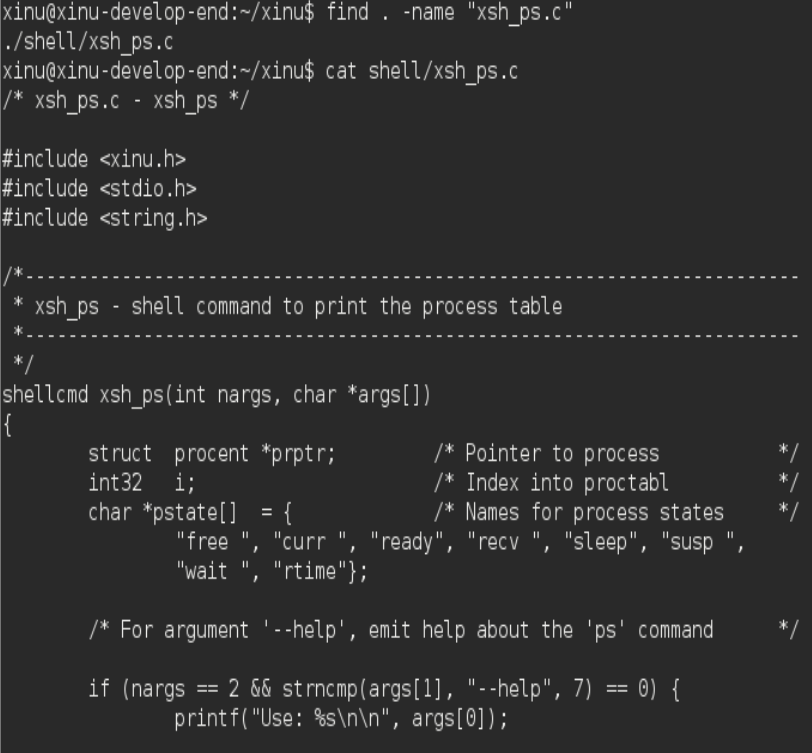 xinu@xinu-develop-end:~/xinu$ find . -name "xsh_ps.c"
./shell/xsh_ps.c
xinu@xinu-develop-end:~/xinu$ cat shell/xsh_ps.c
/* xsh_ps.c - xsh_ps */

#include <xinu.h>
#include <stdio.h>
#include <string.h>

/*------------------------------------------------------------------------
 * xsh_ps - shell command to print the process table
 *------------------------------------------------------------------------
 */
shellcmd xsh_ps(int nargs, char *args[])
{
        struct  procent *prptr;         /* Pointer to process           */
        int32   i;                      /* Index into proctabl          */
        char *pstate[]  = {             /* Names for process states     */
                "free ", "curr ", "ready", "recv ", "sleep", "susp ",
                "wait ", "rtime"};

        /* For argument '--help', emit help about the 'ps' command      */

        if (nargs == 2 && strncmp(args[1], "--help", 7) == 0) {
                printf("Use: %s\n\n", args[0]);